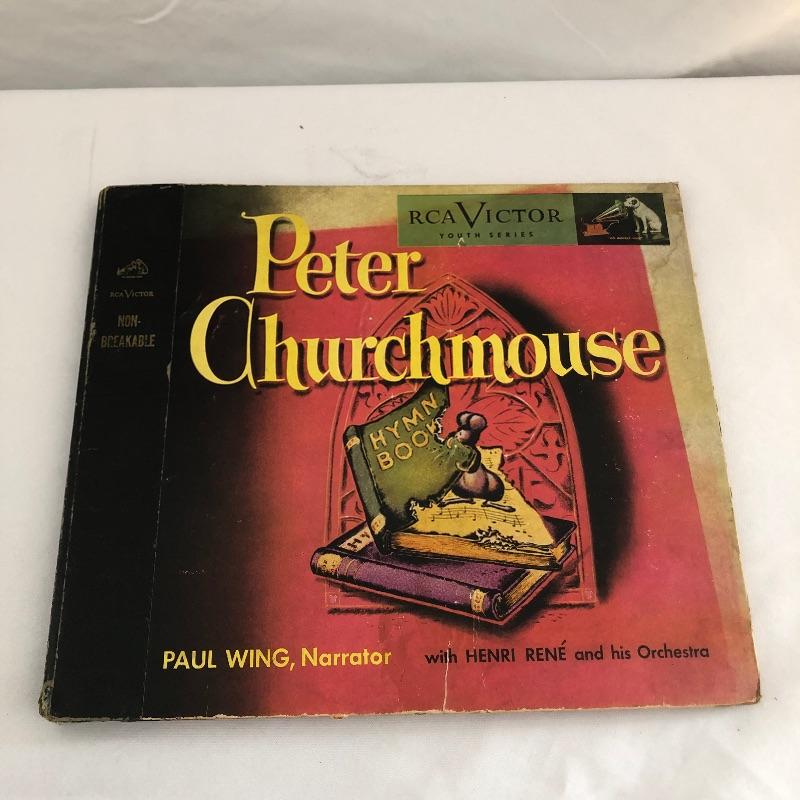 RCA VICTOR
YOUTH SERIES
Peter
Churchmouse
RCA VICTOR
NON-
BREAKABLE
HYMN
BOOK
H
PAUL WING, Narrator
with HENRI RENÉ and his Orchestra